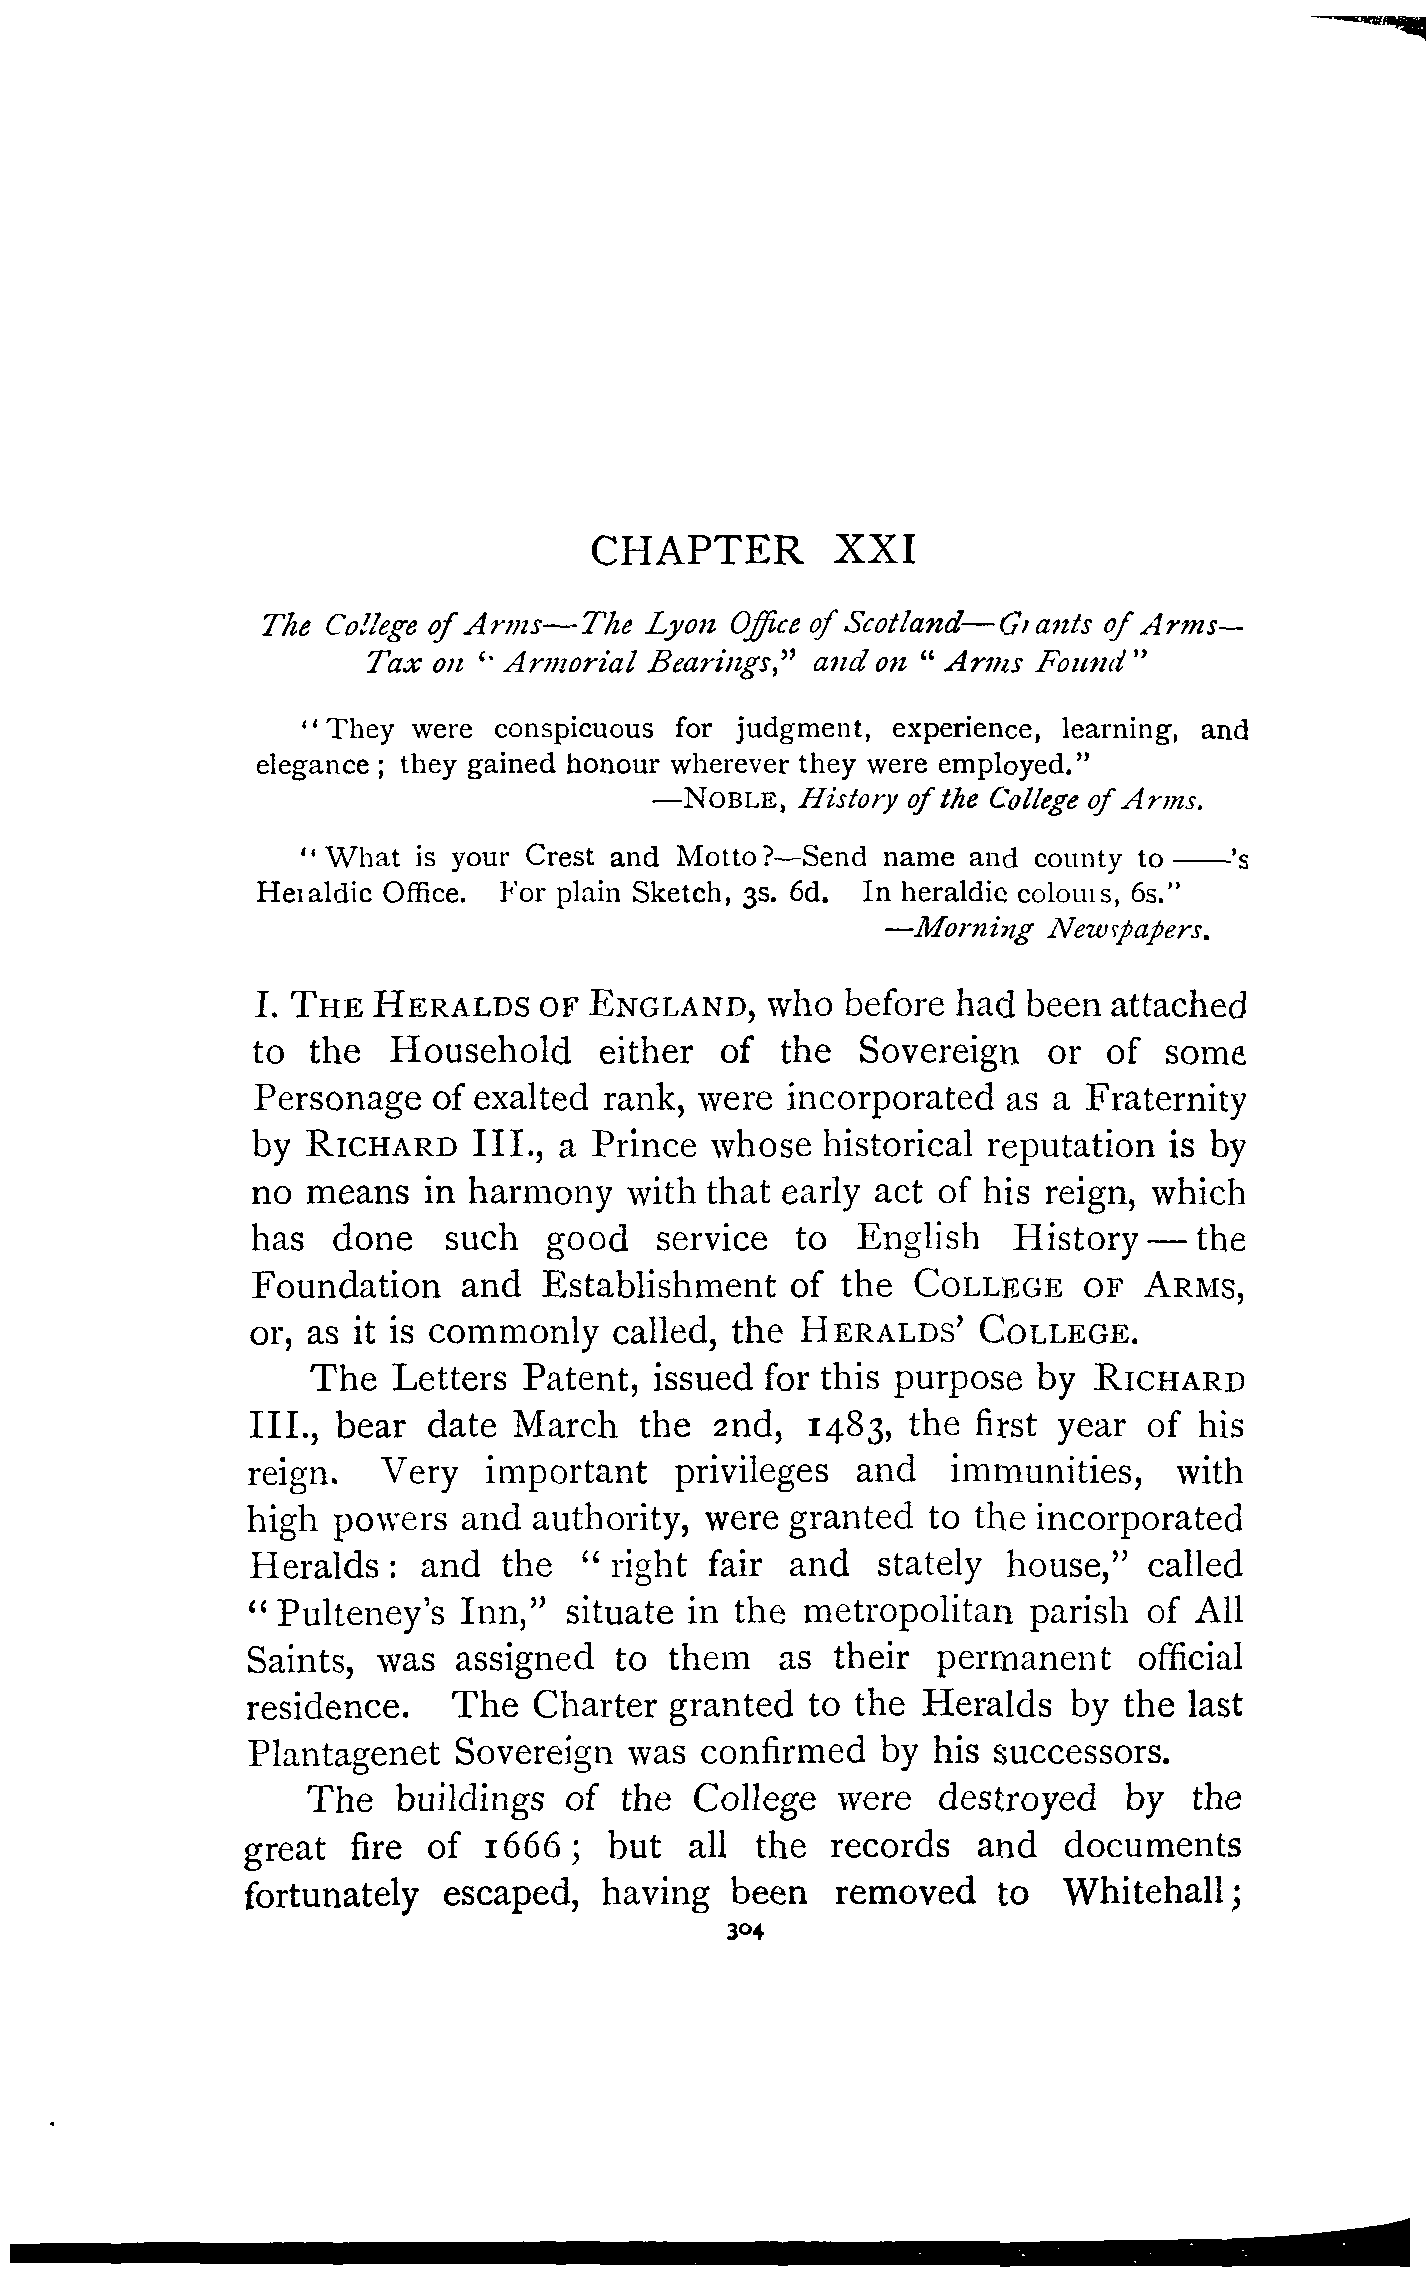 CHAPTER XXI
The College of Arms—The Lyon Office of Scotland—Grants of Arms—
Tax on "Armorial Bearings," and on "Arms Found"
"They were conspicuous for judgment, experience, learning, and
elegance; they gained honour wherever they were employed."
—NOBLE, History of the College of Arms.
"What is your Crest and Motto?—Send name and county to ——'s
Heraldic Office. For plain Sketch, 3s. 6d. In heraldic colours, 6s."
—Morning Newspapers.
I. THE HERALDS OF ENGLAND, who before had been attached
to the Household either of the Sovereign or of some
Personage of exalted rank, were incorporated as a Fraternity
by RICHARD III., a Prince whose historical reputation is by
no means in harmony with that early act of his reign, which
has done such good service to English History — the
Foundation and Establishment of the COLLEGE OF ARMS,
or, as it is commonly called, the HERALDS' COLLEGE.
The Letters Patent, issued for this purpose by RICHARD
III., bear date March the 2nd, 1483, the first year of his
reign. Very important privileges and immunities, with
high powers and authority, were granted to the incorporated
Heralds: and the "right fair and stately house," called
"Pulteney's Inn," situate in the metropolitan parish of All
Saints, was assigned to them as their permanent official
residence. The Charter granted to the Heralds by the last
Plantagenet Sovereign was confirmed by his successors.
The buildings of the College were destroyed by the
great fire of 1666; but all the records and documents
fortunately escaped, having been removed to Whitehall;
304